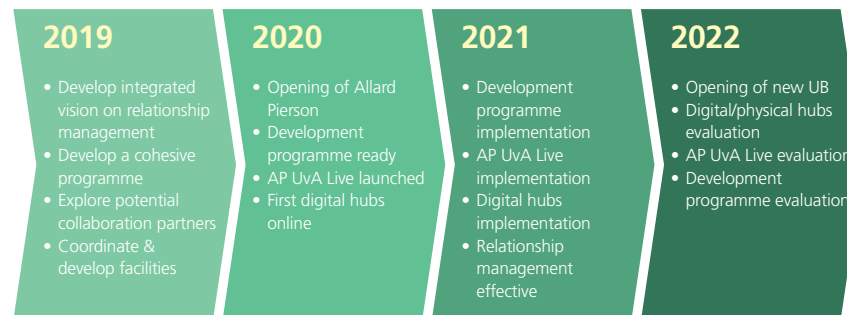 2019
• Develop integrated
vision on relationship
management
• Develop a cohesive
programme
• Explore potential
collaboration partners
• Coordinate &
develop facilities
2020
• Opening of Allard
Pierson
• Development
programme ready
• AP UvA Live launched
• First digital hubs
online
2021
• Development
programme
implementation
• AP UvA Live
implementation
• Digital hubs
implementation
• Relationship
management
effective
2022
• Opening of new UB
• Digital/physical hubs
evaluation
• AP UvA Live evaluation
• Development
programme evaluation